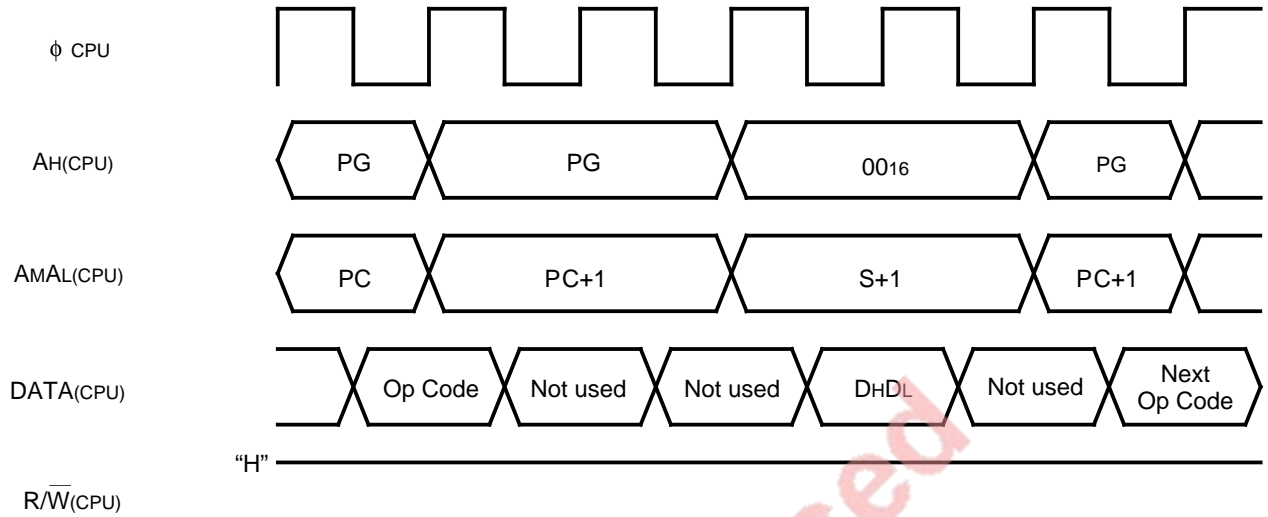 ϕ CPU
AH(CPU) PG PG 0016 PG
AMAL(CPU) PC PC+1 S+1 PC+1
DATA(CPU) Op Code Not used Not used DHDL Not used Next Op Code
“H”
R/W̅(CPU)